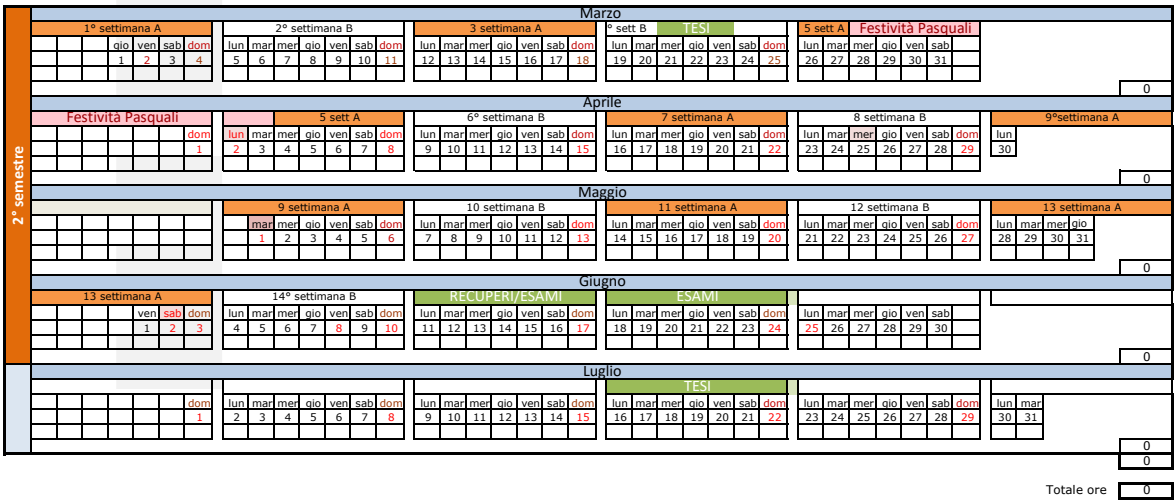 2° semestre
Marzo
1° settimana A 2° settimana B 3 settimana A ° sett B TESI 5 sett A Festività Pasquali
gio ven sab dom lun mar mer gio ven sab dom lun mar mer gio ven sab dom lun mar mer gio ven sab dom lun mar mer gio ven sab
1 2 3 4 5 6 7 8 9 10 11 12 13 14 15 16 17 18 19 20 21 22 23 24 25 26 27 28 29 30 31
0
Aprile
Festività Pasquali 5 sett A 6° settimana B 7 settimana A 8 settimana B 9°settimana A
dom lun mar mer gio ven sab dom lun mar mer gio ven sab dom lun mar mer gio ven sab dom lun mar mer gio ven sab dom lun
1 2 3 4 5 6 7 8 9 10 11 12 13 14 15 16 17 18 19 20 21 22 23 24 25 26 27 28 29 30
0
Maggio
9 settimana A 10 settimana B 11 settimana A 12 settimana B 13 settimana A
mar mer gio ven sab dom lun mar mer gio ven sab dom lun mar mer gio ven sab dom lun mar mer gio ven sab dom lun mar mer gio
1 2 3 4 5 6 7 8 9 10 11 12 13 14 15 16 17 18 19 20 21 22 23 24 25 26 27 28 29 30 31
0
Giugno
13 settimana A 14° settimana B RECUPERI/ESAMI ESAMI
ven sab dom lun mar mer gio ven sab dom lun mar mer gio ven sab dom lun mar mer gio ven sab dom lun mar mer gio ven sab
1 2 3 4 5 6 7 8 9 10 11 12 13 14 15 16 17 18 19 20 21 22 23 24 25 26 27 28 29 30
0
Luglio
TESI
dom lun mar mer gio ven sab dom lun mar mer gio ven sab dom lun mar mer gio ven sab dom lun mar mer gio ven sab dom lun mar
1 2 3 4 5 6 7 8 9 10 11 12 13 14 15 16 17 18 19 20 21 22 23 24 25 26 27 28 29 30 31
0
0
Totale ore 0